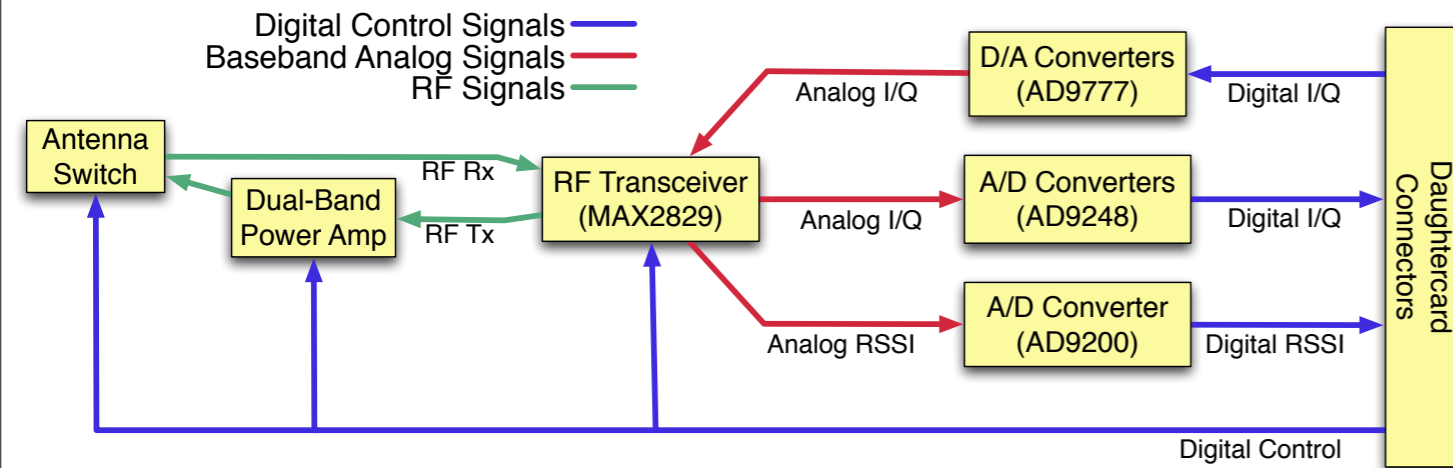 Digital Control Signals
Baseband Analog Signals
RF Signals
Antenna
Switch
Dual-Band
Power Amp
RF Rx
RF Tx
RF Transceiver
(MAX2829)
Analog I/Q
Analog I/Q
Analog RSSI
D/A Converters
(AD9777)
A/D Converters
(AD9248)
A/D Converter
(AD9200)
Digital I/Q
Digital I/Q
Digital RSSI
Digital Control
Daughtercard
Connectors